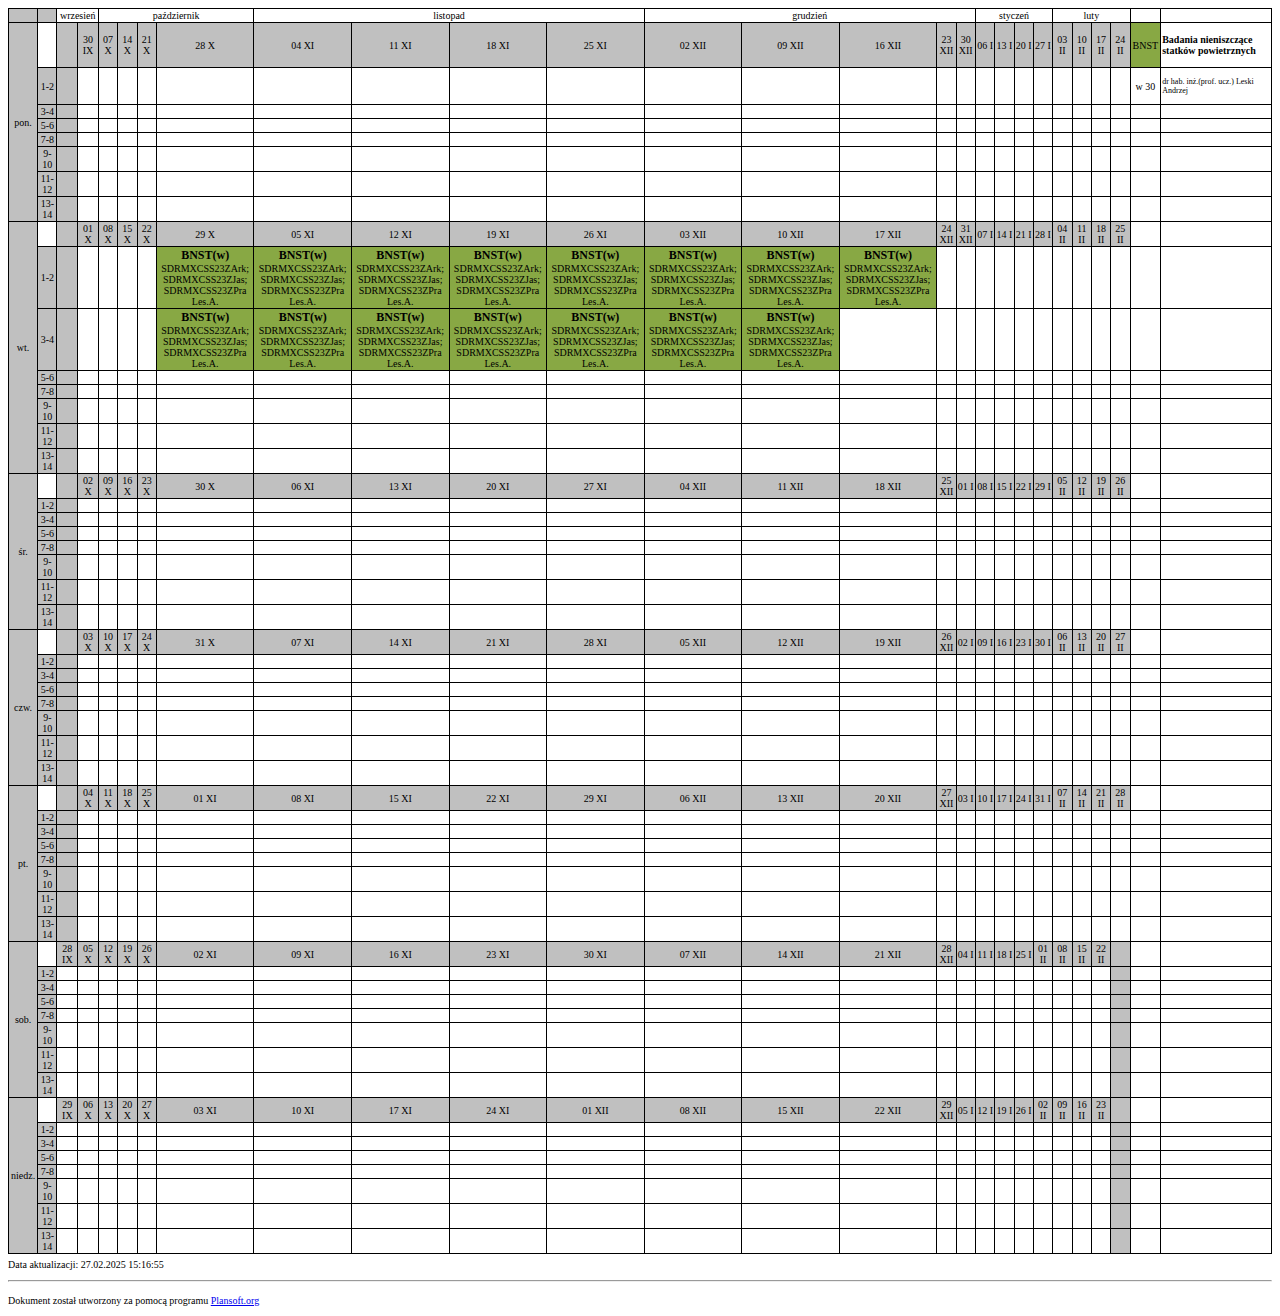 wrzesień październik listopad grudzień styczeń luty
pon. 30 IX 07 X 14 X 21 X 28 X 04 XI 11 XI 18 XI 25 XI 02 XII 09 XII 16 XII 23 XII 30 XII 06 I 13 I 20 I 27 I 03 II 10 II 17 II 24 II BNST Badania nieniszczące statków powietrznych
1-2 w 30 dr hab. inż.(prof. ucz.) Leski Andrzej
3-4
5-6
7-8
9-10
11-12
13-14
wt. 01 X 08 X 15 X 22 X 29 X 05 XI 12 XI 19 XI 26 XI 03 XII 10 XII 17 XII 24 XII 31 XII 07 I 14 I 21 I 28 I 04 II 11 II 18 II 25 II
1-2 BNST(w) BNST(w) BNST(w) BNST(w) BNST(w) BNST(w) BNST(w) BNST(w)
SDRMXCSS23ZArk; SDRMXCSS23ZArk; SDRMXCSS23ZArk; SDRMXCSS23ZArk; SDRMXCSS23ZArk; SDRMXCSS23ZArk; SDRMXCSS23ZArk; SDRMXCSS23ZArk;
SDRMXCSS23ZJas; SDRMXCSS23ZJas; SDRMXCSS23ZJas; SDRMXCSS23ZJas; SDRMXCSS23ZJas; SDRMXCSS23ZJas; SDRMXCSS23ZJas; SDRMXCSS23ZJas;
SDRMXCSS23ZPra SDRMXCSS23ZPra SDRMXCSS23ZPra SDRMXCSS23ZPra SDRMXCSS23ZPra SDRMXCSS23ZPra SDRMXCSS23ZPra SDRMXCSS23ZPra
Les.A. Les.A. Les.A. Les.A. Les.A. Les.A. Les.A. Les.A.
3-4 BNST(w) BNST(w) BNST(w) BNST(w) BNST(w) BNST(w) BNST(w)
SDRMXCSS23ZArk; SDRMXCSS23ZArk; SDRMXCSS23ZArk; SDRMXCSS23ZArk; SDRMXCSS23ZArk; SDRMXCSS23ZArk; SDRMXCSS23ZArk;
SDRMXCSS23ZJas; SDRMXCSS23ZJas; SDRMXCSS23ZJas; SDRMXCSS23ZJas; SDRMXCSS23ZJas; SDRMXCSS23ZJas; SDRMXCSS23ZJas;
SDRMXCSS23ZPra SDRMXCSS23ZPra SDRMXCSS23ZPra SDRMXCSS23ZPra SDRMXCSS23ZPra SDRMXCSS23ZPra SDRMXCSS23ZPra
Les.A. Les.A. Les.A. Les.A. Les.A. Les.A. Les.A.
5-6
7-8
9-10
11-12
13-14
śr. 02 X 09 X 16 X 23 X 30 X 06 XI 13 XI 20 XI 27 XI 04 XII 11 XII 18 XII 25 XII 01 I 08 I 15 I 22 I 29 I 05 II 12 II 19 II 26 II
1-2
3-4
5-6
7-8
9-10
11-12
13-14
czw. 03 X 10 X 17 X 24 X 31 X 07 XI 14 XI 21 XI 28 XI 05 XII 12 XII 19 XII 26 XII 02 I 09 I 16 I 23 I 30 I 06 II 13 II 20 II 27 II
1-2
3-4
5-6
7-8
9-10
11-12
13-14
pt. 04 X 11 X 18 X 25 X 01 XI 08 XI 15 XI 22 XI 29 XI 06 XII 13 XII 20 XII 27 XII 03 I 10 I 17 I 24 I 31 I 07 II 14 II 21 II 28 II
1-2
3-4
5-6
7-8
9-10
11-12
13-14
sob. 28 IX 05 X 12 X 19 X 26 X 02 XI 09 XI 16 XI 23 XI 30 XI 07 XII 14 XII 21 XII 28 XII 04 I 11 I 18 I 25 I 01 II 08 II 15 II 22 II
1-2
3-4
5-6
7-8
9-10
11-12
13-14
niedz. 29 IX 06 X 13 X 20 X 27 X 03 XI 10 XI 17 XI 24 XI 01 XII 08 XII 15 XII 22 XII 29 XII 05 I 12 I 19 I 26 I 02 II 09 II 16 II 23 II
1-2
3-4
5-6
7-8
9-10
11-12
13-14
Data aktualizacji: 27.02.2025 15:16:55
Dokument został utworzony za pomocą programu Plansoft.org